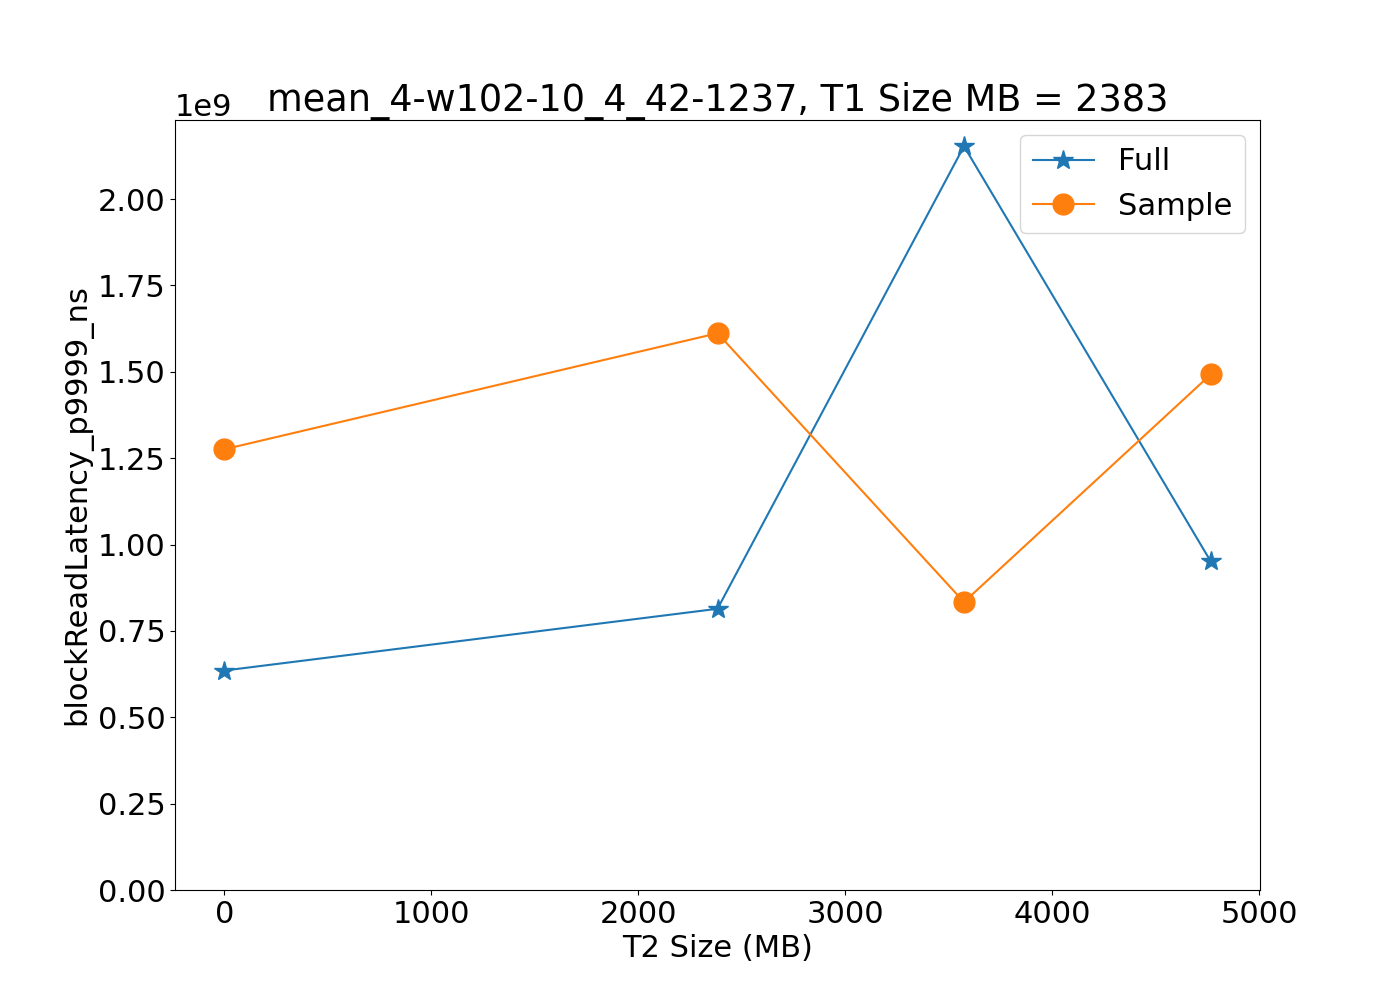 mean_4-w102-10_4_42-1237, T1 Size MB = 2383
1e9
Full
Sample
2.00
1.75
1.50
1.25
1.00
0.75
0.50
0.25
0.00
blockReadLatency_p9999_ns
0 1000 2000 3000 4000 5000
T2 Size (MB)